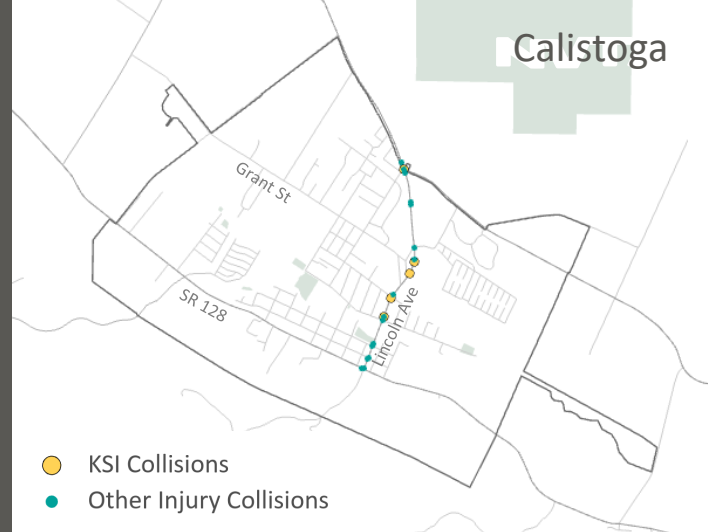 Calistoga
Grant St
SR 128
Lincoln Ave
KSI Collisions
Other Injury Collisions